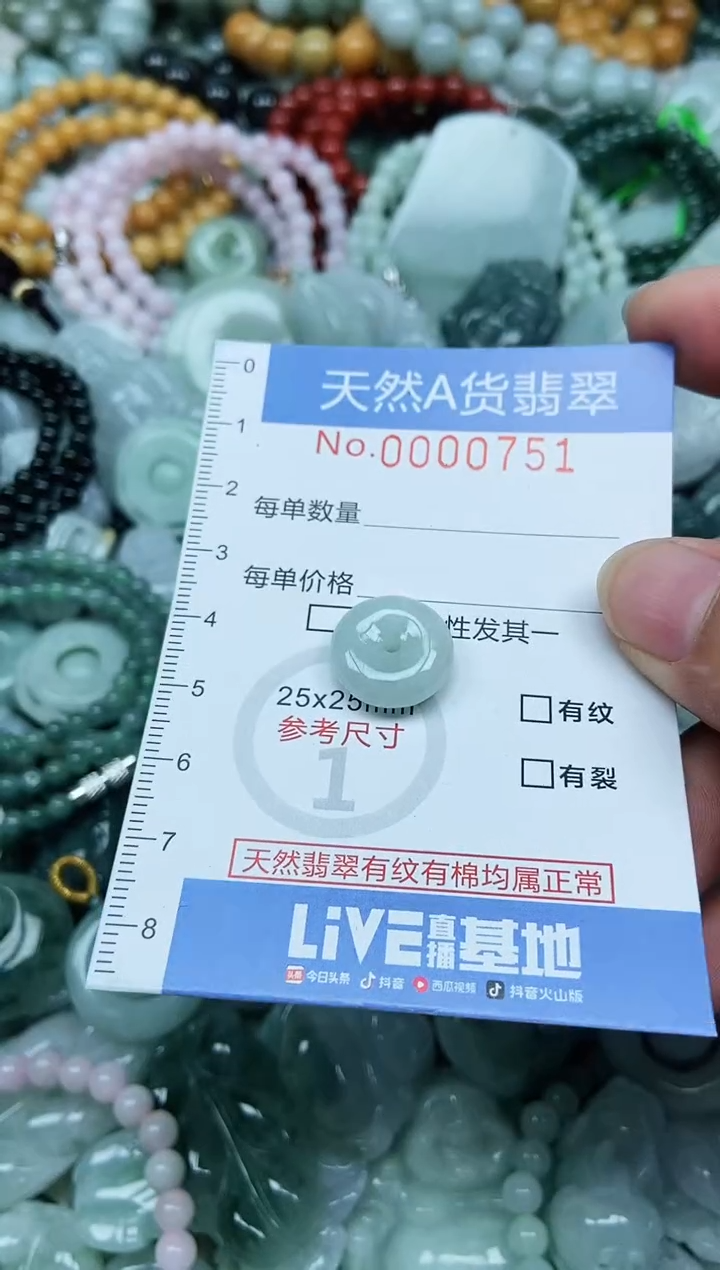 天然A货翡翠
No.0000751
每单数量
每单价格
性发其一
25x25mm
参考尺寸
1
有纹
有裂
天然翡翠有纹有棉均属正常
LiVE直播基地
头条 今日头条 抖音 西瓜视频 抖音火山版
0
1
2
3
4
5
6
7
8